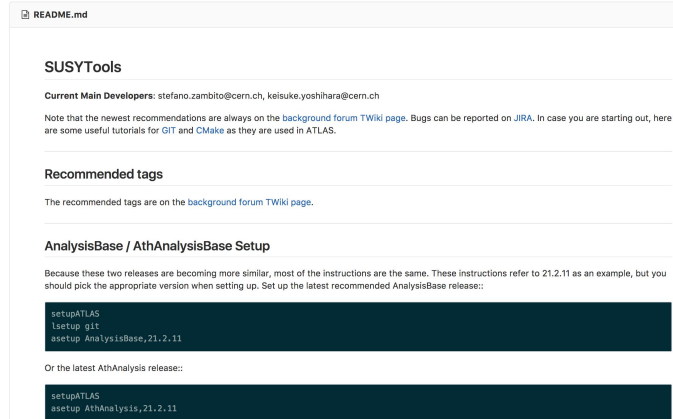 README.md
SUSYTools
Current Main Developers: stefano.zambito@cern.ch, keisuke.yoshihara@cern.ch
Note that the newest recommendations are always on the background forum TWiki page. Bugs can be reported on JIRA. In case you are starting out, here
are some useful tutorials for GIT and CMake as they are used in ATLAS.
Recommended tags
The recommended tags are on the background forum TWiki page.
AnalysisBase / AthAnalysisBase Setup
Because these two releases are becoming more similar, most of the instructions are the same. These instructions refer to 21.2.11 as an example, but you
should pick the appropriate version when setting up. Set up the latest recommended AnalysisBase release::
setupATLAS
lsetup git
asetup AnalysisBase,21.2.11
Or the latest AthAnalysis release::
setupATLAS
asetup AthAnalysis,21.2.11